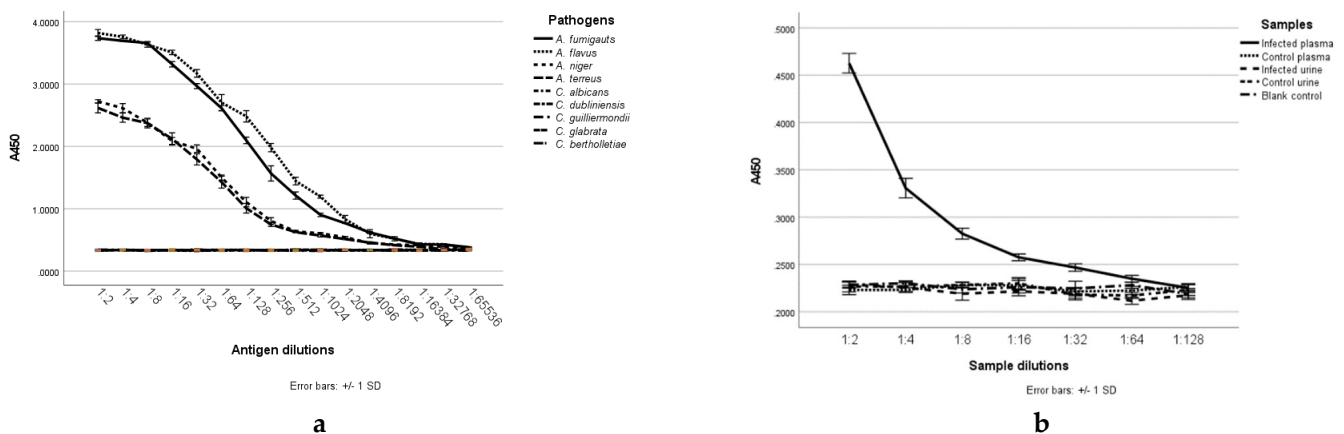 4.0000
3.0000
2.0000
1.0000
.0000
A450
1:2
1:4
1:8
1:16
1:32
1:64
1:128
1:256
1:512
1:1024
1:2048
1:4096
1:8192
1:16384
1:32768
1:65536
Antigen dilutions
Error bars: +/- 1 SD
Pathogens
A. fumigauts
A. flavus
A. niger
A. terreus
C. albicans
C. dubliniensis
C. guilliermondii
C. glabrata
C. bertholletiae
a
.5000
.4500
.4000
.3500
.3000
.2500
.2000
A450
1:2 1:4 1:8 1:16 1:32 1:64 1:128
Sample dilutions
Error bars: +/- 1 SD
Samples
Infected plasma
Control plasma
Infected urine
Control urine
Blank control
b